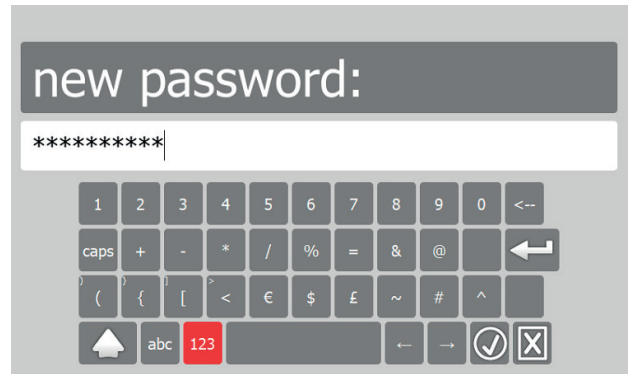 new password:
**********
1 2 3 4 5 6 7 8 9 0 <--
caps + - * / % = & @
) ( } { ] [ > < € $ £ ~ # ^
abc 123 ← →